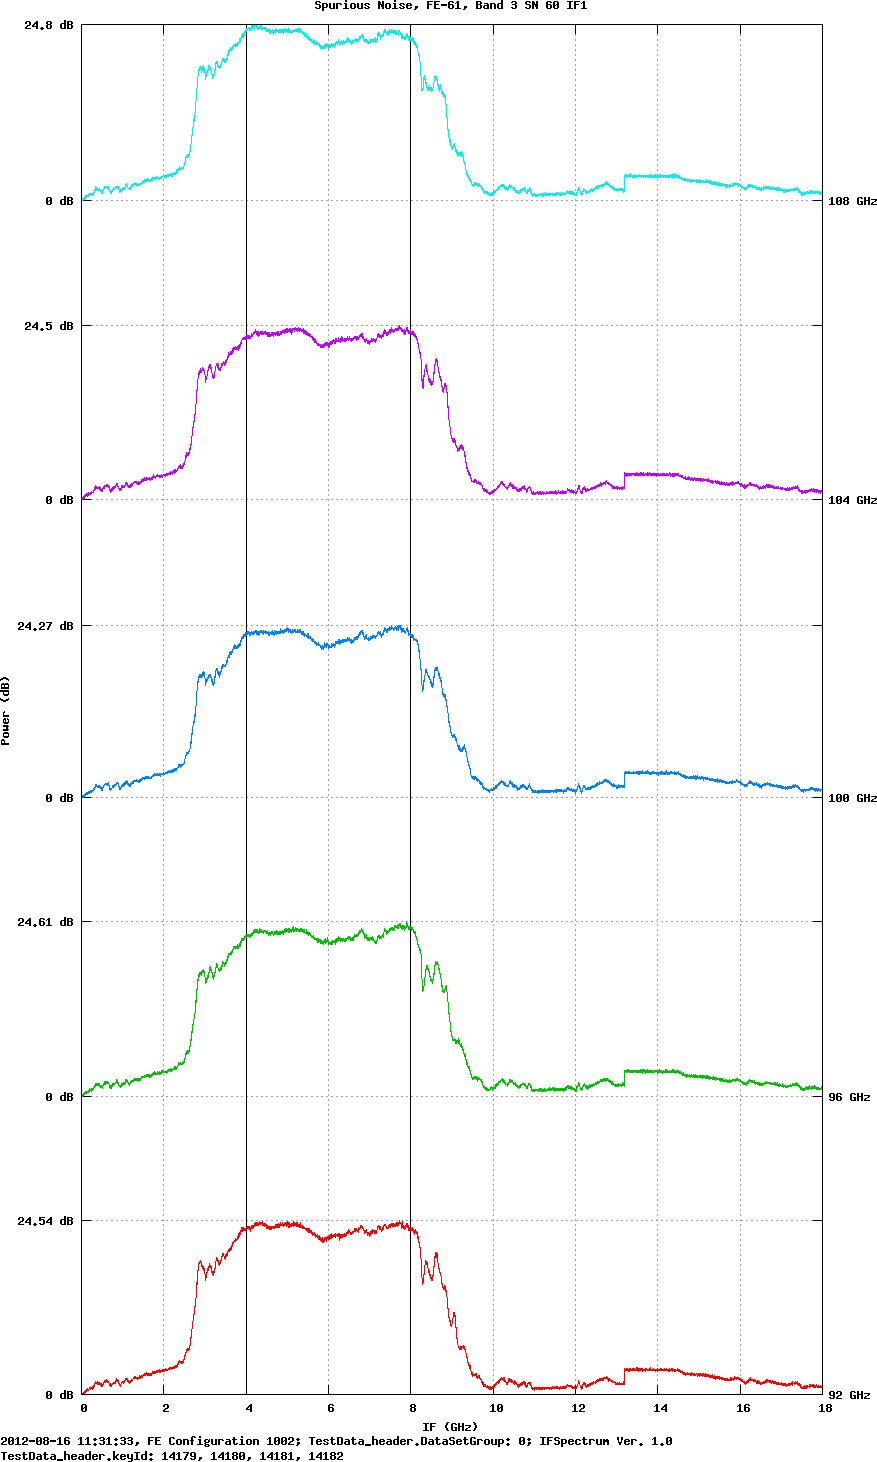 Spurious Noise, FE-61, Band 3 SN 60 IF1
24.8 dB
0 dB
108 GHz
24.5 dB
0 dB
104 GHz
24.27 dB
Power (dB)
0 dB
100 GHz
24.61 dB
0 dB
96 GHz
24.54 dB
0 dB
92 GHz
0 2 4 6 8 10 12 14 16 18
IF (GHz)
2012-08-16 11:31:33, FE Configuration 1002; TestData_header.DataSetGroup: 0; IFSpectrum Ver. 1.0
TestData_header.keyId: 14179, 14180, 14181, 14182